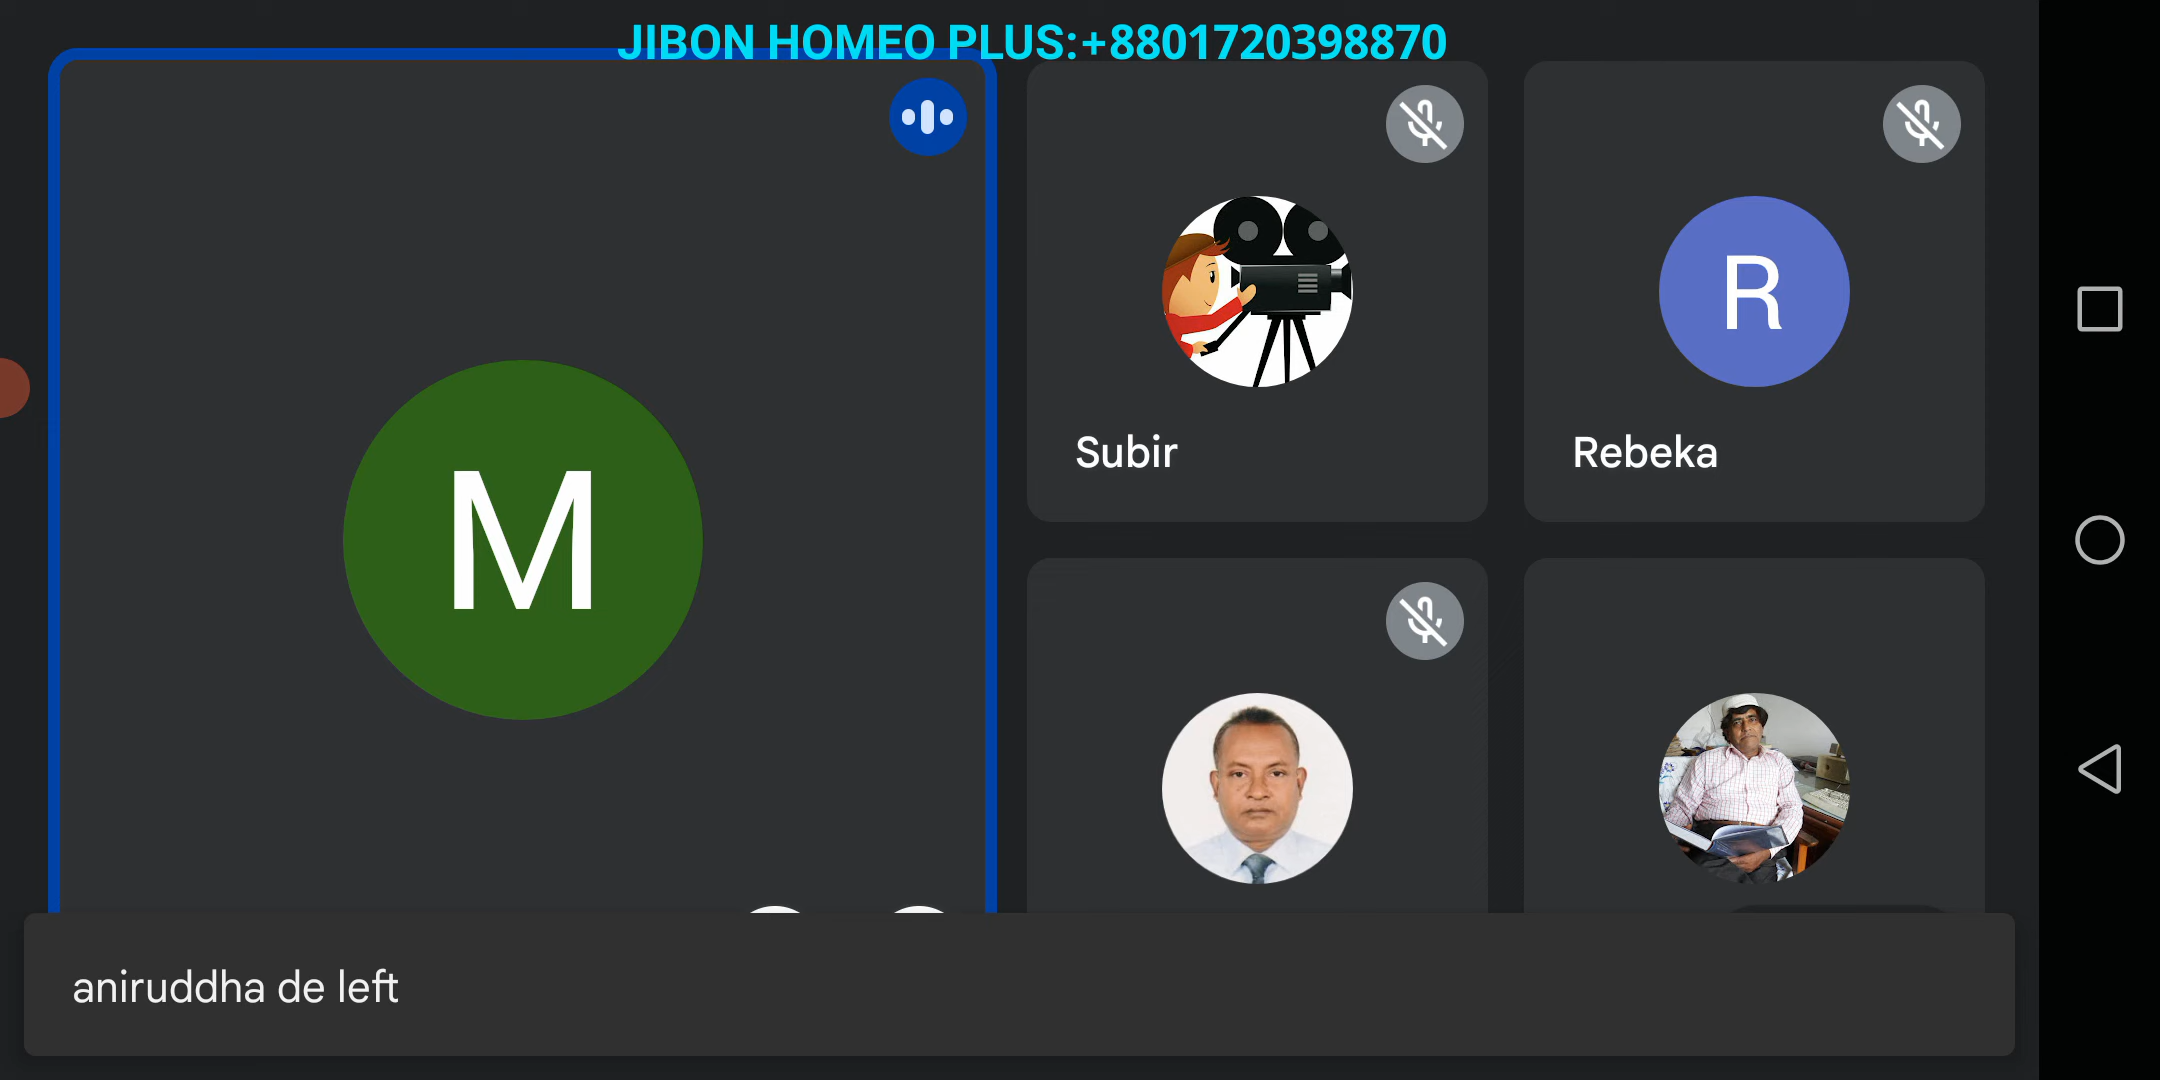 JIBON HOMEO PLUS:+8801720398870
M
Subir
R
Rebeka
aniruddha de left